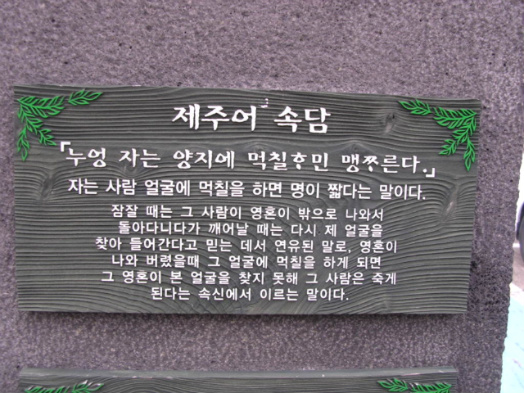 제주어 속담
「누엉 자는 양지에 먹칠ᄒᆞ민 맹ᄍᆞ른다.」
자는 사람 얼굴에 먹칠을 하면 명이 짧다는 말이다.
잠잘 때는 그 사람이 영혼이 밖으로 나와서
돌아다니다가 깨어날 때는 다시 제 얼굴을
찾아 들어간다고 믿는 데서 연유된 말로, 영혼이
나와 버렸을때 그 얼굴에 먹칠을 하게 되면
그 영혼이 본 얼굴을 찾지 못해 그 사람은 죽게
된다는 속신에서 이르는 말이다.